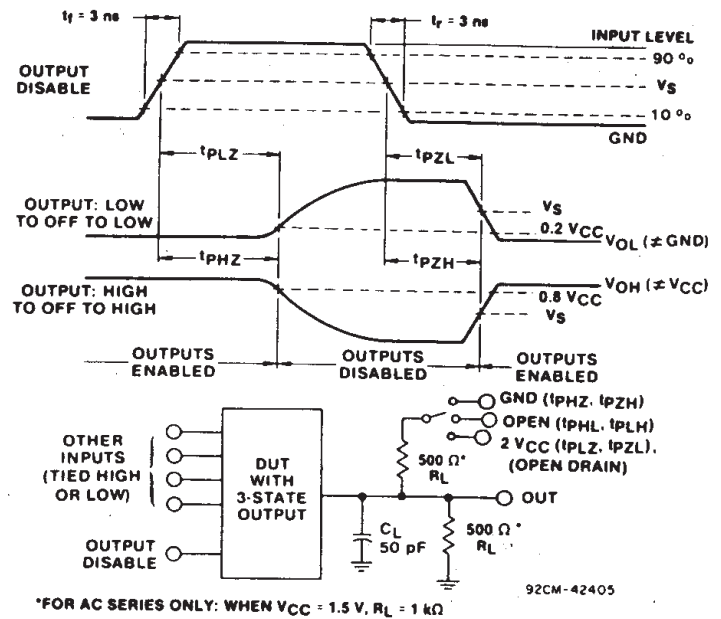 tf = 3 ns
tr = 3 ns
INPUT LEVEL
90 %
OUTPUT
DISABLE
VS
10 %
GND
tPLZ
tPZL
OUTPUT: LOW
TO OFF TO LOW
VS
0.2 VCC
VOL (≠ GND)
tPHZ
tPZH
OUTPUT: HIGH
TO OFF TO HIGH
VOH (≠ VCC)
0.8 VCC
VS
OUTPUTS
ENABLED
OUTPUTS
DISABLED
OUTPUTS
ENABLED
GND (tPHZ, tPZH)
OPEN (tPHL, tPLH)
2 VCC (tPLZ, tPZL),
(OPEN DRAIN)
OTHER
INPUTS
(TIED HIGH
OR LOW)
DUT
WITH
3-STATE
OUTPUT
500 Ω*
RL
OUT
OUTPUT
DISABLE
CL
50 pF
500 Ω*
RL
92CM-42405
*FOR AC SERIES ONLY: WHEN VCC = 1.5 V, RL = 1 kΩ